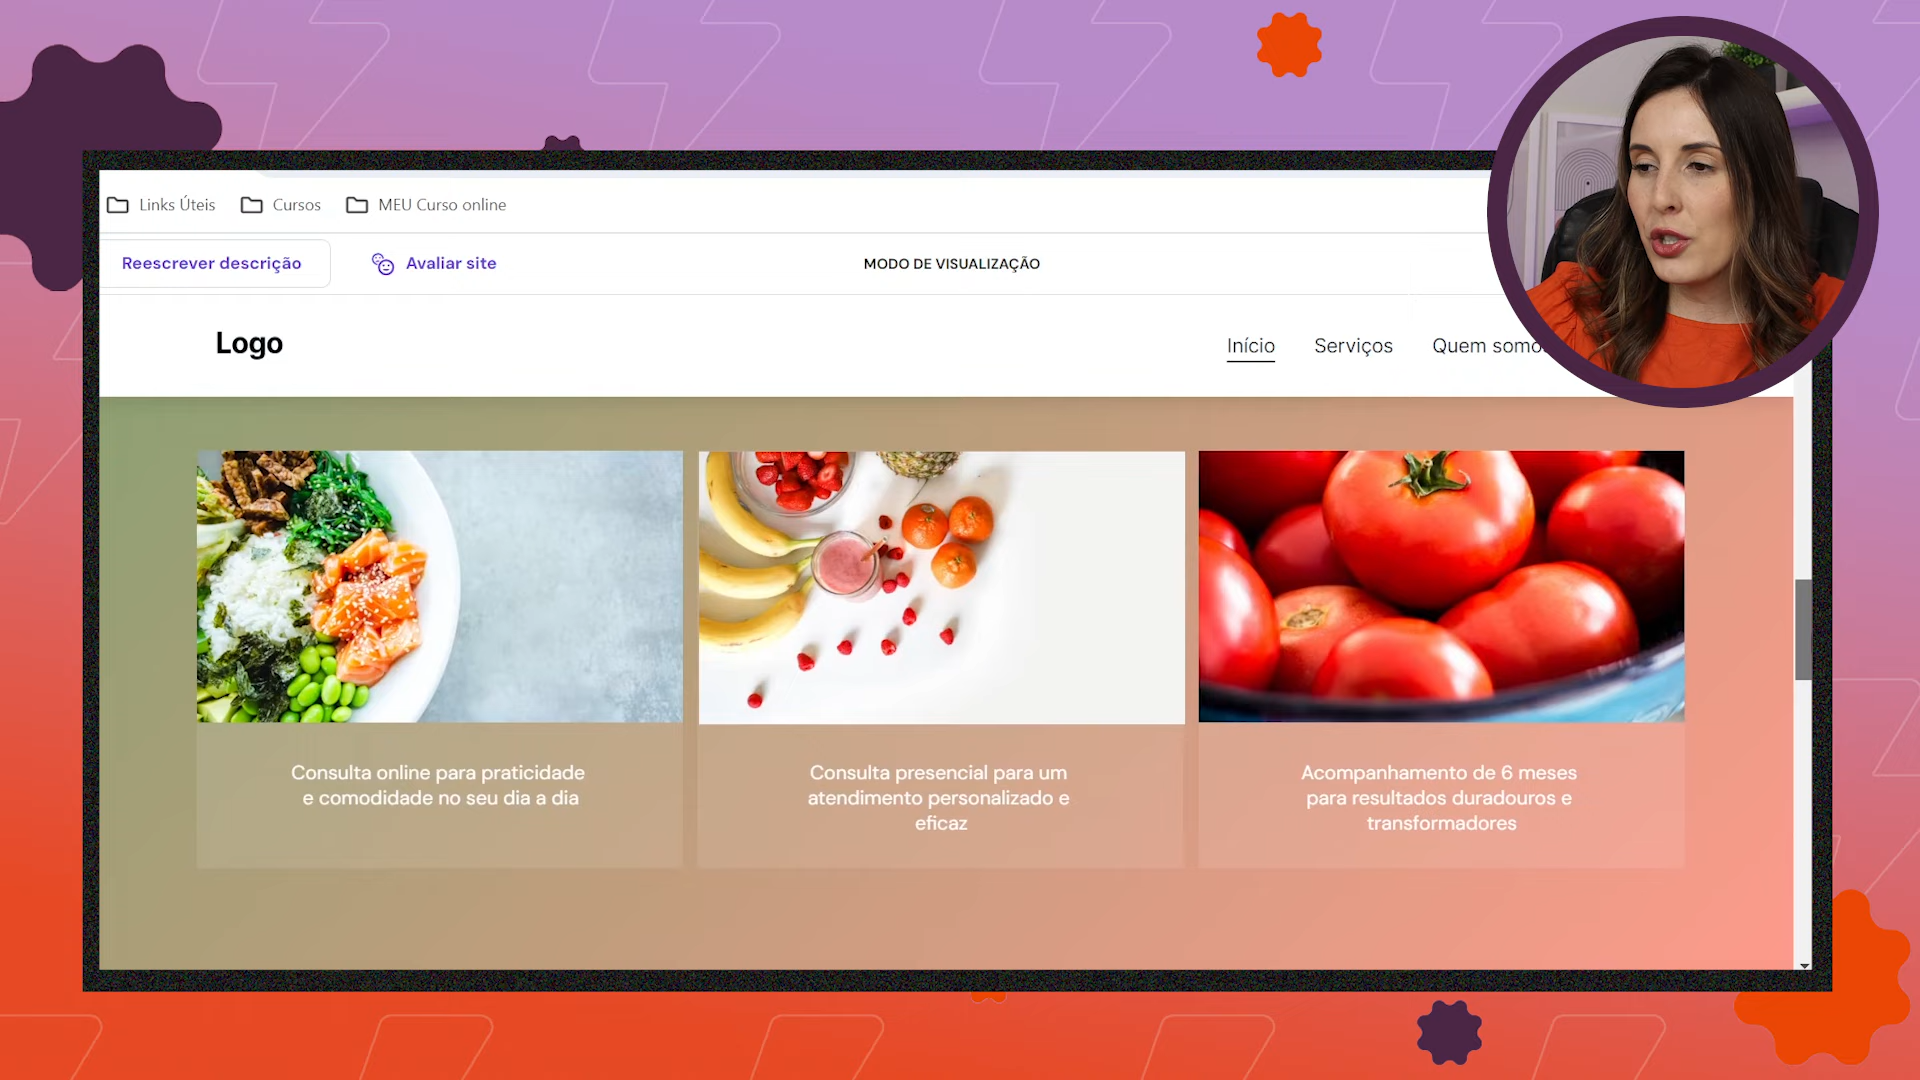 Links Úteis
Cursos
MEU Curso online
Reescrever descrição
Avaliar site
MODO DE VISUALIZAÇÃO
Logo
Início
Serviços
Quem somos
Consulta online para praticidade
e comodidade no seu dia a dia
Consulta presencial para um
atendimento personalizado e
eficaz
Acompanhamento de 6 meses
para resultados duradouros e
transformadores